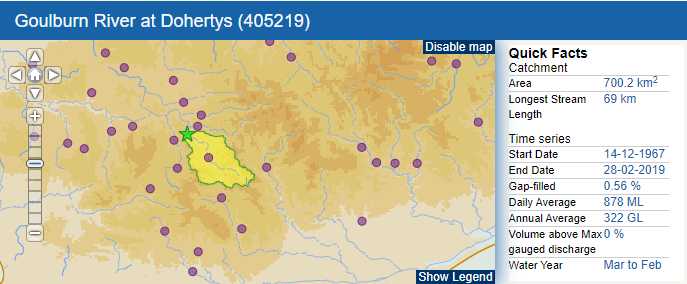 Goulburn River at Dohertys (405219)
Disable map
Show Legend
Quick Facts
Catchment
Area 700.2 km2
Longest Stream 69 km
Length
Time series
Start Date 14-12-1967
End Date 28-02-2019
Gap-filled 0.56 %
Daily Average 878 ML
Annual Average 322 GL
Volume above Max 0 %
gauged discharge
Water Year Mar to Feb